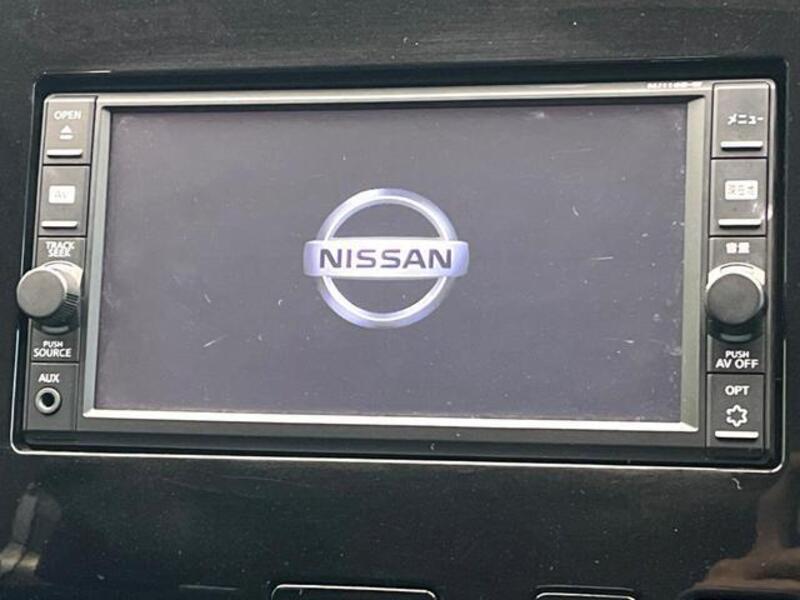 OPEN
AV
TRACK
SEEK
PUSH
SOURCE
AUX
NISSAN
メニュー
現在地
音量
PUSH
AV OFF
OPT